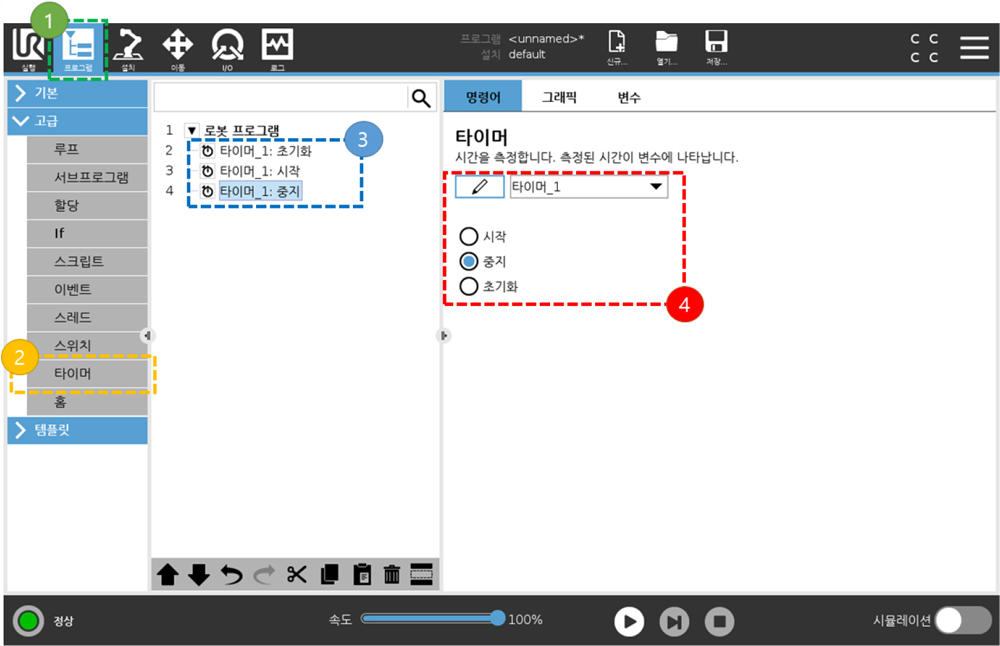 1
UR
실행
프로그램
설치
이동
I/O
로그
프로그램 <unnamed>*
설치 default
신규...
열기...
저장...
C C
C C
기본
고급
루프
서브프로그램
할당
If
스크립트
이벤트
스레드
스위치
2
타이머
홈
템플릿
1 로봇 프로그램
2 타이머_1: 초기화
3 타이머_1: 시작
4 타이머_1: 중지
3
명령어 그래픽 변수
타이머
시간을 측정합니다. 측정된 시간이 변수에 나타납니다.
타이머_1
시작
중지
초기화
4
정상
속도 100%
시뮬레이션